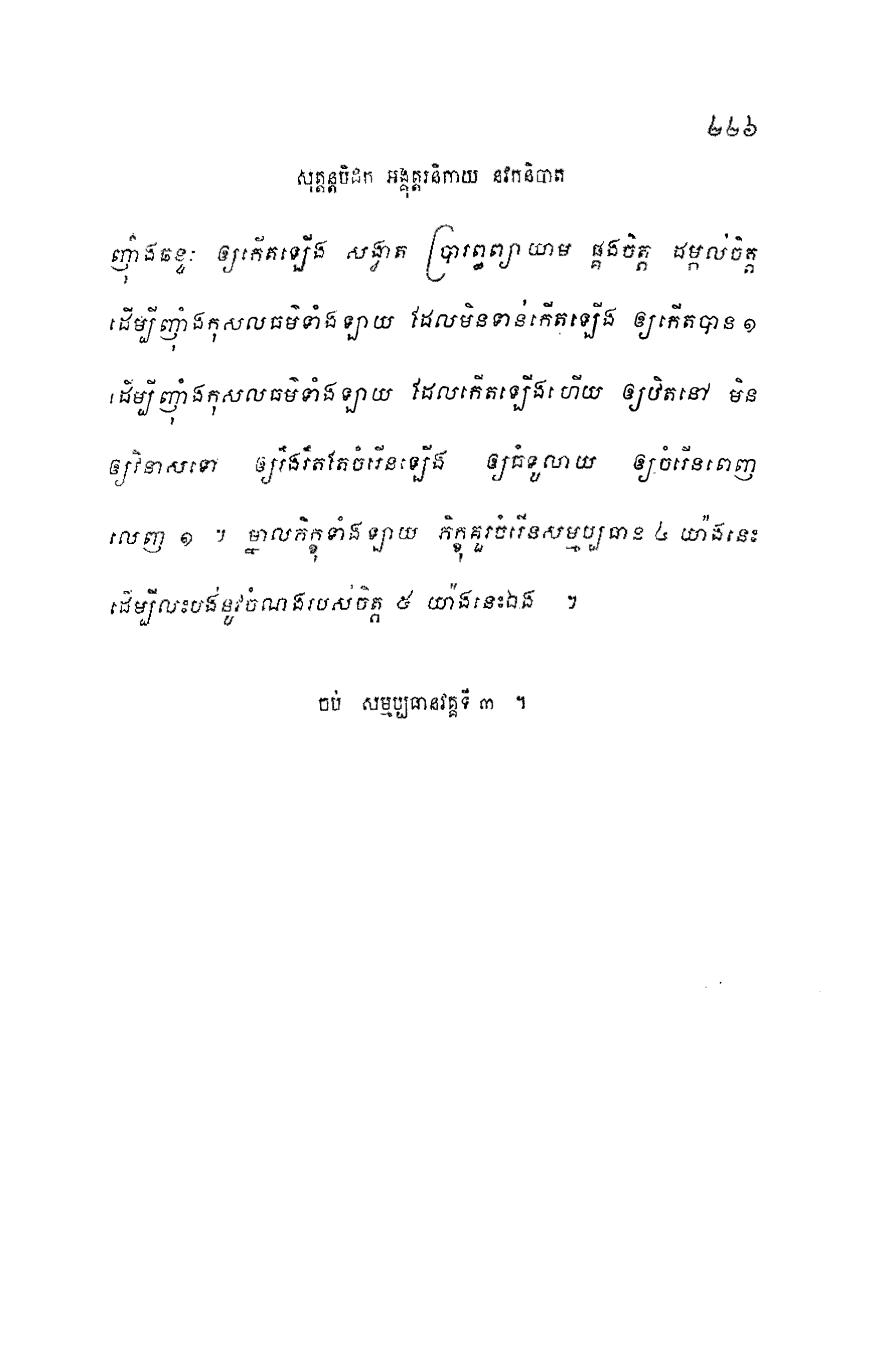 ២២៦
សុត្តន្តបិដក អង្គុត្តរនិកាយ នវកនិបាត
ញុំាងឆន្ទៈ ឲ្យកើតឡើង សង្វាត ប្រារព្ធព្យាយាម ផ្គងចិត្ត ដម្កល់ចិត្ត
ដើម្បីញុំាងកុសលធម៌ទាំងឡាយ ដែលមិនទាន់កើតឡើង ឲ្យកើតបាន ១
ដើម្បីញុំាងកុសលធម៌ទាំងឡាយ ដែលកើតឡើងហើយ ឲ្យឋិតនៅ មិន
ឲ្យវិនាសទៅ ឲ្យរឹងរឹតតែចំរើនឡើង ឲ្យធំទូលាយ ឲ្យចំរើនពេញ
លេញ ១ ។ ម្នាលភិក្ខុទាំងឡាយ ភិក្ខុគួរចំរើនសម្មប្បធាន ៤ យ៉ាងនេះ
ដើម្បីលះបង់នូវចំណងរបស់ចិត្ត ៥ យ៉ាងនេះឯង ។
ចប់ សម្មប្បធានវគ្គទី ៣ ។